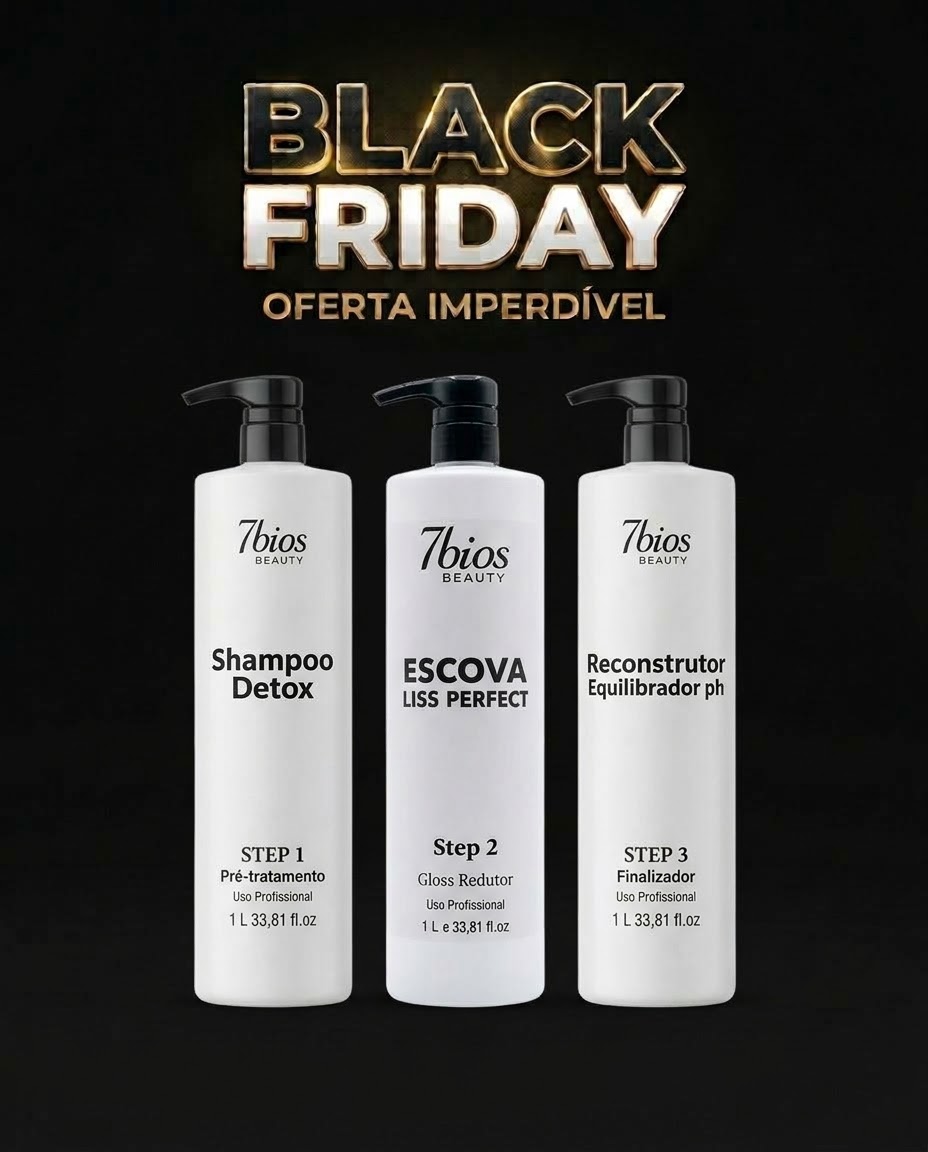 BLACK
FRIDAY
OFERTA IMPERDÍVEL
7bios
BEAUTY
Shampoo
Detox
STEP 1
Pré-tratamento
Uso Profissional
1 L 33,81 fl.oz
7bios
BEAUTY
ESCOVA
LISS PERFECT
Step 2
Gloss Redutor
Uso Profissional
1 L e 33,81 fl.oz
7bios
BEAUTY
Reconstrutor
Equilibrador ph
STEP 3
Finalizador
Uso Profissional
1 L 33,81 fl.oz